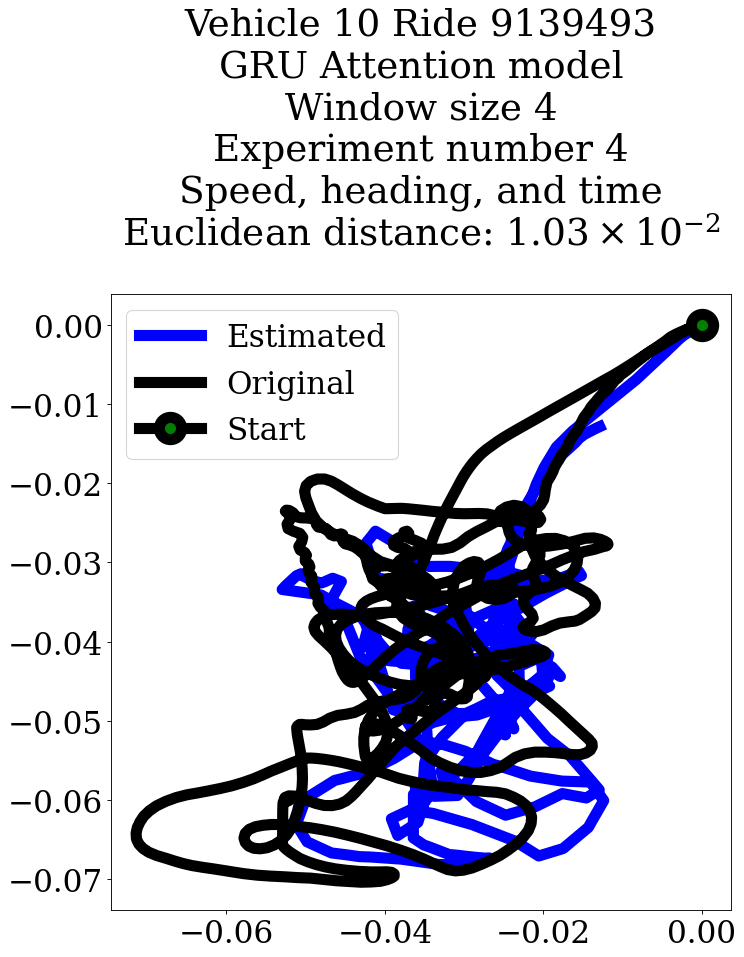 Vehicle 10 Ride 9139493
GRU Attention model
Window size 4
Experiment number 4
Speed, heading, and time
Euclidean distance: 1.03 × 10⁻²
Estimated
Original
Start
0.00
−0.01
−0.02
−0.03
−0.04
−0.05
−0.06
−0.07
−0.06 −0.04 −0.02 0.00